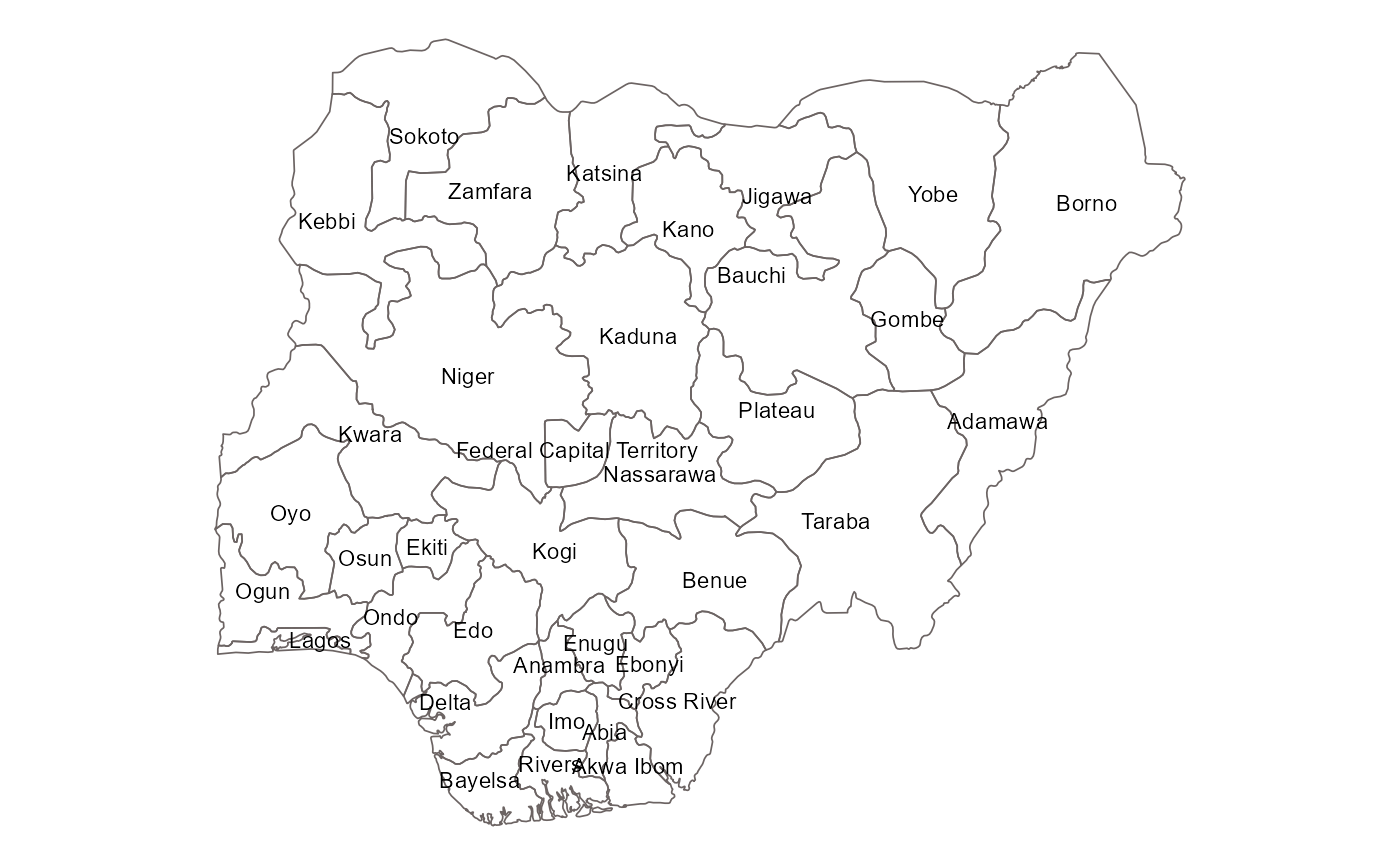 Sokoto
Katsina
Zamfara
Jigawa
Yobe
Borno
Kebbi
Kano
Bauchi
Gombe
Kaduna
Niger
Plateau
Adamawa
Kwara
Federal Capital Territory
Nassarawa
Oyo
Taraba
Ekiti
Kogi
Osun
Benue
Ogun
Ondo
Edo
Lagos
Enugu
Anambra
Ebonyi
Delta
Cross River
Imo
Abia
Rivers
Akwa Ibom
Bayelsa